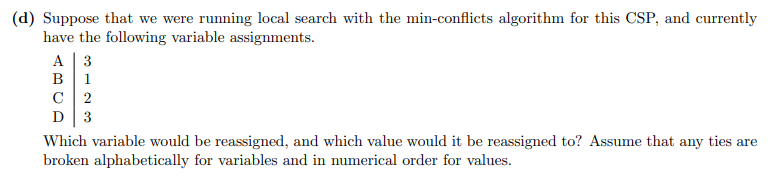 (d) Suppose that we were running local search with the min-conflicts algorithm for this CSP, and currently
have the following variable assignments.
A 3
B 1
C 2
D 3
Which variable would be reassigned, and which value would it be reassigned to? Assume that any ties are
broken alphabetically for variables and in numerical order for values.